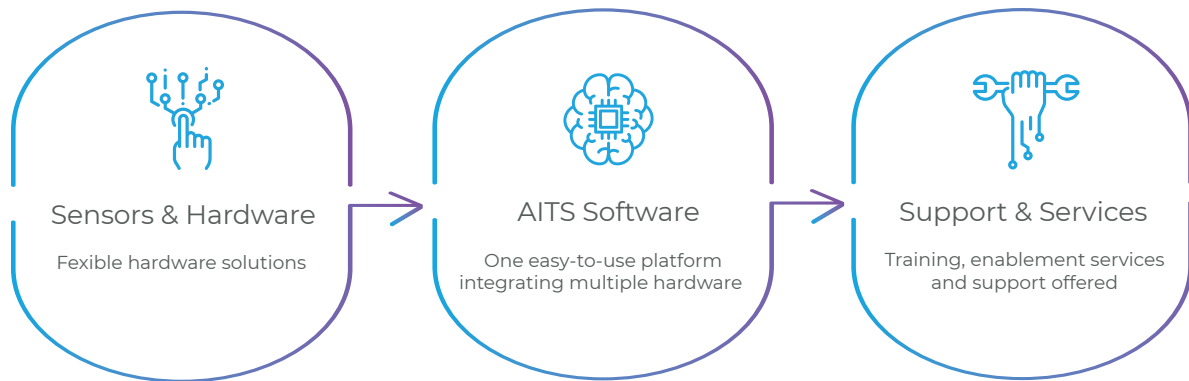 Sensors & Hardware
Fexible hardware solutions
AITS Software
One easy-to-use platform
integrating multiple hardware
Support & Services
Training, enablement services
and support offered